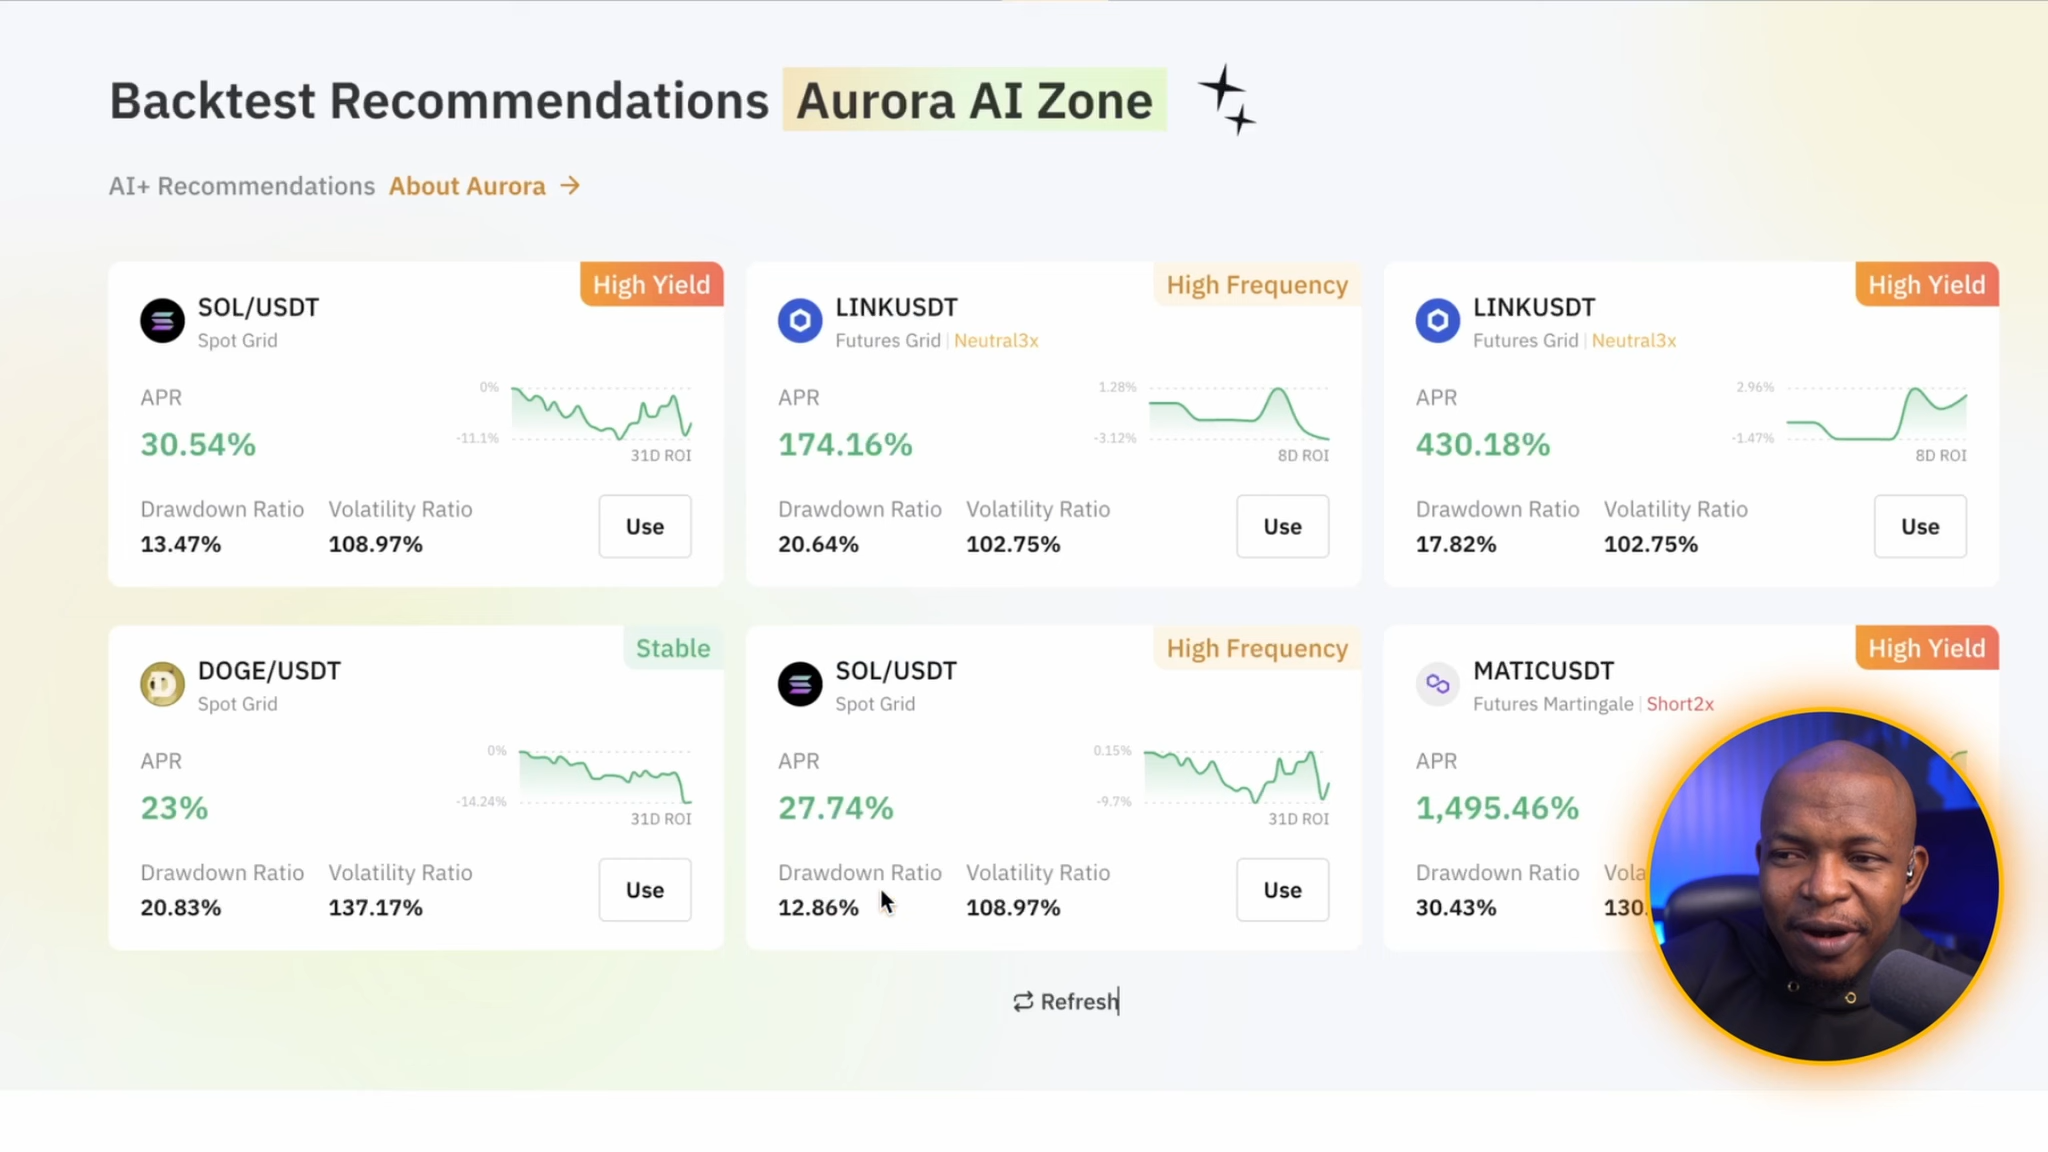 Backtest Recommendations Aurora AI Zone
AI+ Recommendations About Aurora →
High Yield
SOL/USDT
Spot Grid
APR
30.54%
0%
-11.1%
31D ROI
Drawdown Ratio Volatility Ratio
13.47% 108.97%
Use
High Frequency
LINKUSDT
Futures Grid | Neutral3x
APR
174.16%
1.28%
-3.12%
8D ROI
Drawdown Ratio Volatility Ratio
20.64% 102.75%
Use
High Yield
LINKUSDT
Futures Grid | Neutral3x
APR
430.18%
2.96%
-1.47%
8D ROI
Drawdown Ratio Volatility Ratio
17.82% 102.75%
Use
Stable
DOGE/USDT
Spot Grid
APR
23%
0%
-14.24%
31D ROI
Drawdown Ratio Volatility Ratio
20.83% 137.17%
Use
High Frequency
SOL/USDT
Spot Grid
APR
27.74%
0.15%
-9.7%
31D ROI
Drawdown Ratio Volatility Ratio
12.86% 108.97%
Use
High Yield
MATICUSDT
Futures Martingale | Short2x
APR
1,495.46%
Drawdown Ratio Vola
30.43% 130.
Refresh